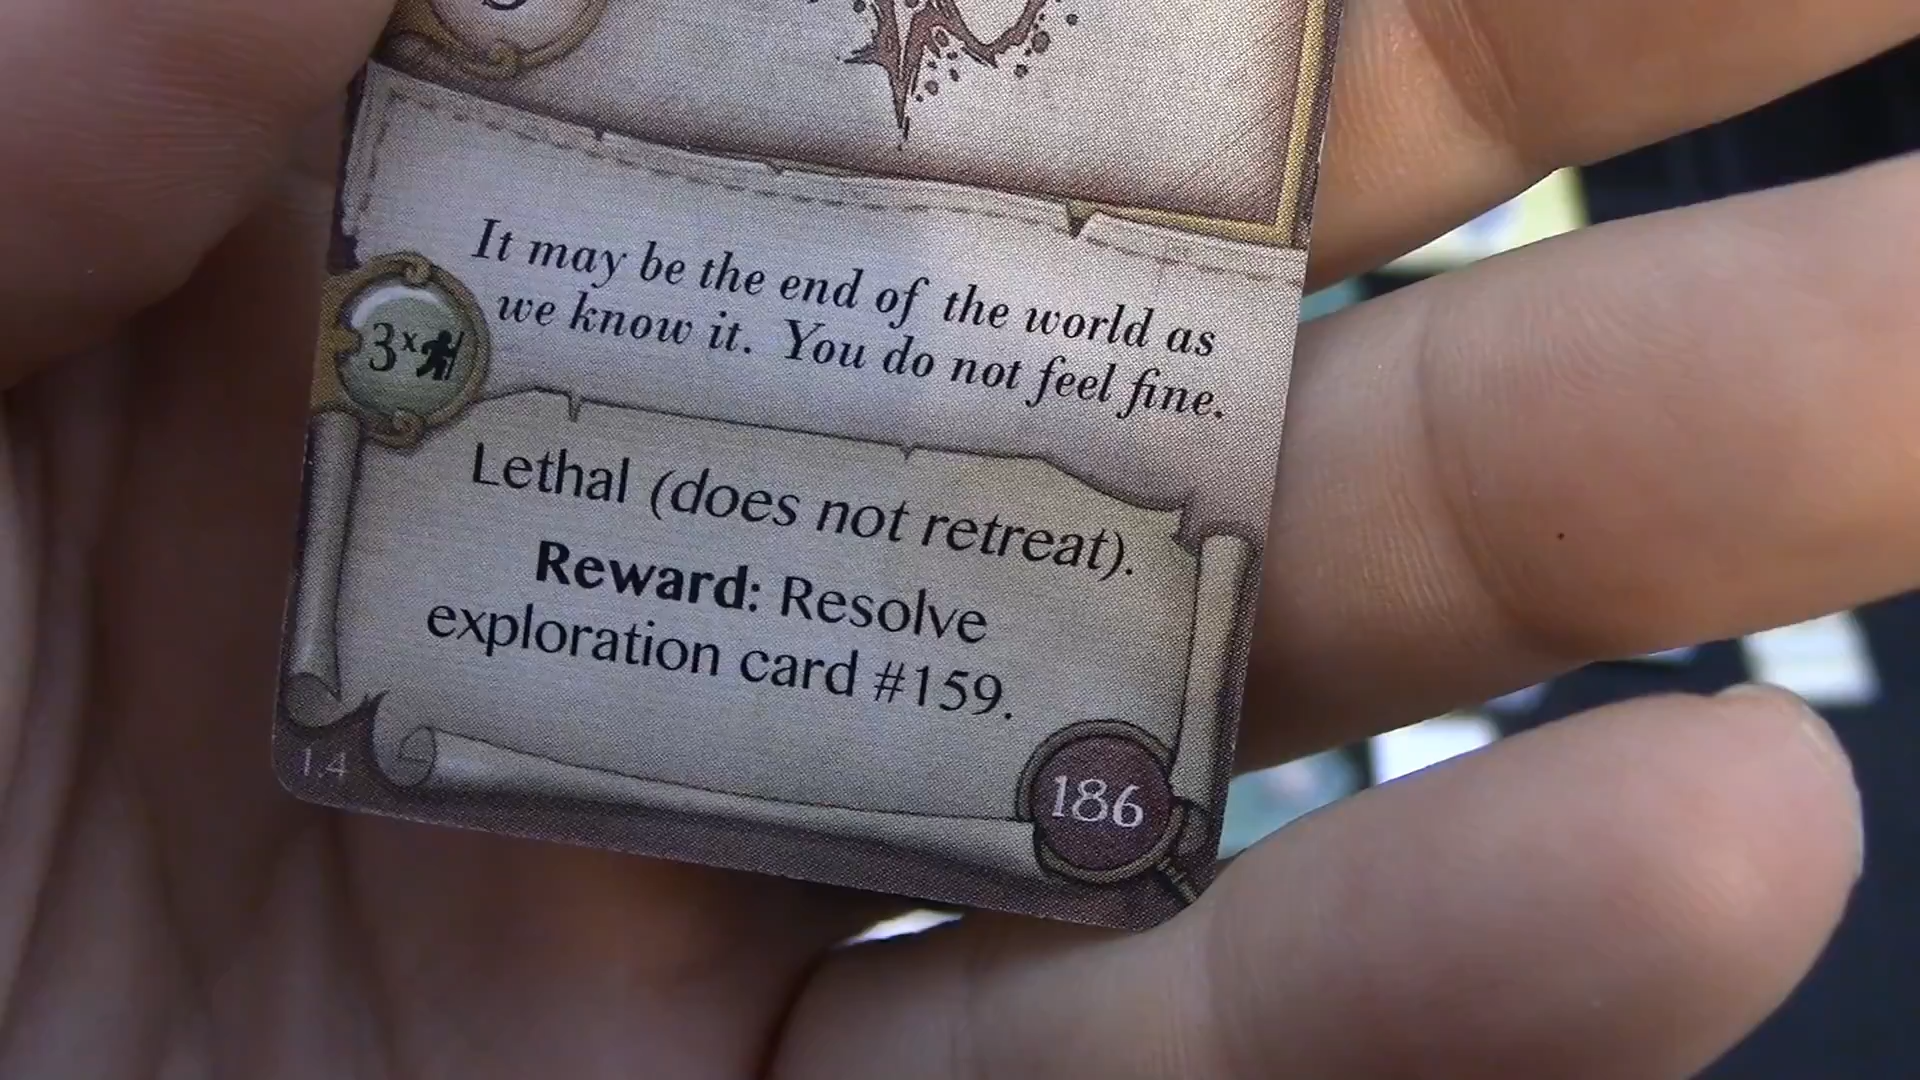 It may be the end of the world as
we know it. You do not feel fine.
3x
Lethal (does not retreat).
Reward: Resolve
exploration card #159.
1.4
186